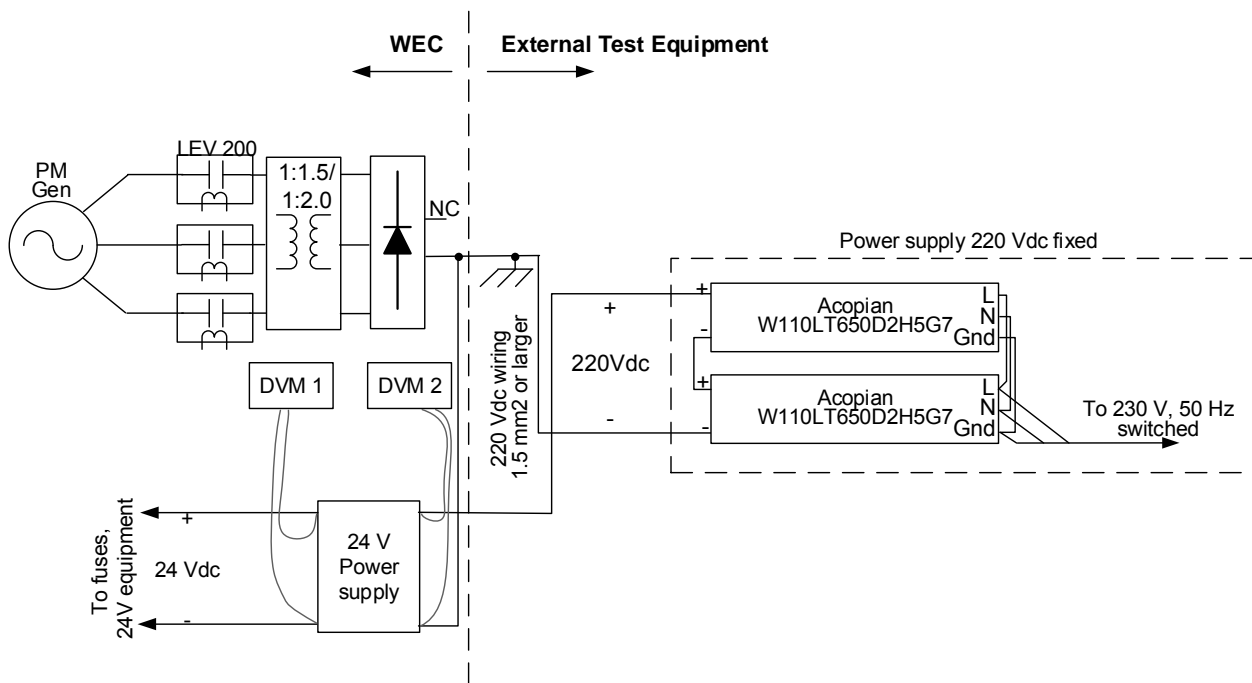 WEC
External Test Equipment
LEV 200
PM
Gen
1:1.5/
1:2.0
NC
Power supply 220 Vdc fixed
+
-
Acopian
W110LT650D2H5G7
L
N
Gnd
+
220Vdc
-
+
-
Acopian
W110LT650D2H5G7
L
N
Gnd
To 230 V, 50 Hz
switched
220 Vdc wiring
1.5 mm2 or larger
DVM 1
DVM 2
To fuses,
24V equipment
+
24 Vdc
-
24 V
Power
supply